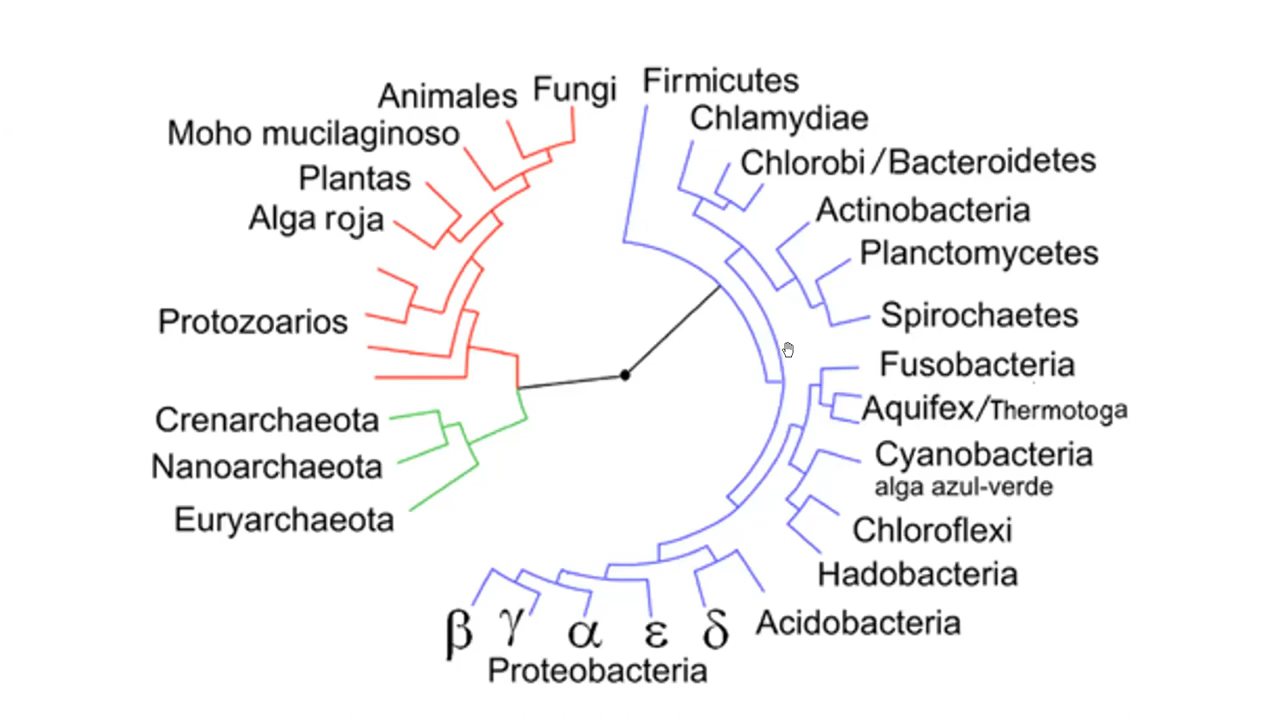 Fungi
Animales
Moho mucilaginoso
Plantas
Alga roja
Protozoarios
Crenarchaeota
Nanoarchaeota
Euryarchaeota
Firmicutes
Chlamydiae
Chlorobi/Bacteroidetes
Actinobacteria
Planctomycetes
Spirochaetes
Fusobacteria
Aquifex/Thermotoga
Cyanobacteria
alga azul-verde
Chloroflexi
Hadobacteria
Acidobacteria
β γ α ε δ
Proteobacteria